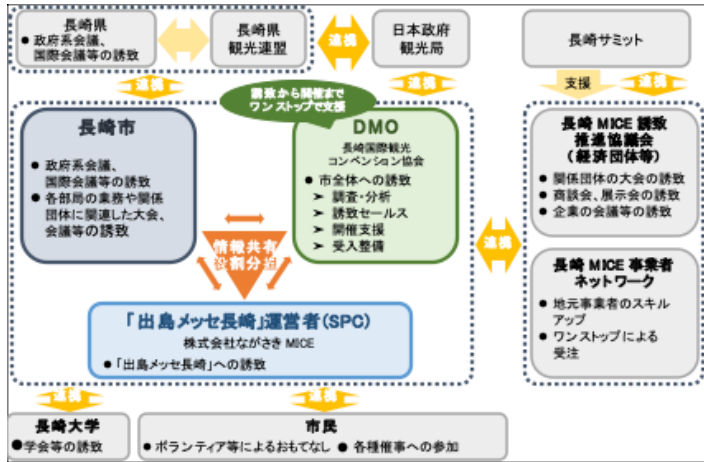 長崎県
● 政府系会議、
国際会議等の誘致
長崎県
観光連盟
連携
日本政府
観光局
長崎サミット
連携
連携
支援
連携
誘致から開催まで
ワンストップで支援
長崎市
● 政府系会議、
国際会議等の誘致
● 各部局の業務や関係
団体に関連した大会、
会議等の誘致
DMO
長崎国際観光
コンベンション協会
● 市全体への誘致
➢ 調査・分析
➢ 誘致セールス
➢ 開催支援
➢ 受入整備
情報共有
役割分担
「出島メッセ長崎」運営者(SPC)
株式会社ながさき MICE
● 「出島メッセ長崎」への誘致
連携
長崎 MICE 誘致
推進協議会
(経済団体等)
● 関係団体の大会の誘致
● 商談会、展示会の誘致
● 企業の会議等の誘致
長崎 MICE 事業者
ネットワーク
● 地元事業者のスキル
アップ
● ワンストップによる
受注
連携
連携
長崎大学
● 学会等の誘致
市民
● ボランティア等によるおもてなし ● 各種催事への参加